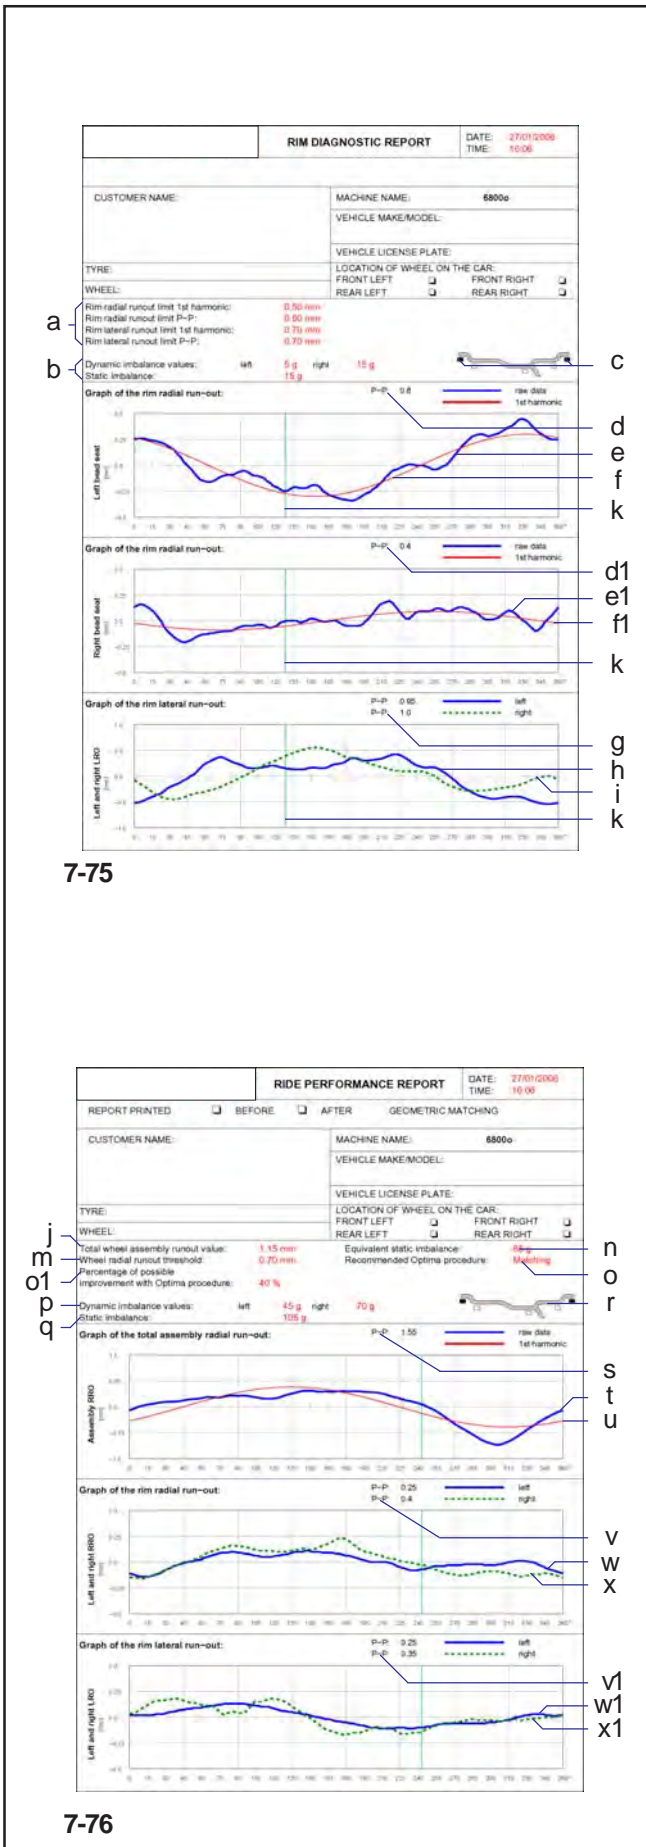 RIM DIAGNOSTIC REPORT
DATE: 27/01/2006
TIME: 16:06
CUSTOMER NAME:
MACHINE NAME: 6800o
VEHICLE MAKE/MODEL:
VEHICLE LICENSE PLATE:
TYRE:
LOCATION OF WHEEL ON THE CAR:
FRONT LEFT FRONT RIGHT
WHEEL:
REAR LEFT REAR RIGHT
a
Rim radial runout limit 1st harmonic: 0.50 mm
Rim radial runout limit P-P:
Rim lateral runout limit 1st harmonic: 0.70 mm
Rim lateral runout limit P-P: 0.70 mm
b
Dynamic imbalance values: left 5 g right 15 g
Static imbalance: 15 g
c
Graph of the rim radial run-out:
P-P: 0.8
raw data
1st harmonic
Left bead seat
[mm]
d
e
f
k
Graph of the rim radial run-out:
P-P: 0.4
raw data
1st harmonic
Right bead seat
[mm]
d1
e1
f1
k
Graph of the rim lateral run-out:
P-P: 0.95 left
P-P: 1.0 right
Left and right LRO
[mm]
g
h
i
k
7-75
RIDE PERFORMANCE REPORT
DATE: 27/01/2006
TIME: 16:06
REPORT PRINTED BEFORE AFTER GEOMETRIC MATCHING
CUSTOMER NAME:
MACHINE NAME: 6800o
VEHICLE MAKE/MODEL:
VEHICLE LICENSE PLATE:
TYRE:
LOCATION OF WHEEL ON THE CAR:
FRONT LEFT FRONT RIGHT
WHEEL:
REAR LEFT REAR RIGHT
j
Total wheel assembly runout value: 1.15 mm
Equivalent static imbalance:
n
m
Wheel radial runout threshold: 0.70 mm
Recommended Optima procedure: Matching
o
o1
Percentage of possible
improvement with Optima procedure: 40 %
p
Dynamic imbalance values: left 45 g right 70 g
r
q
Static imbalance: 105 g
Graph of the total assembly radial run-out:
P-P: 1.55
raw data
1st harmonic
Assembly RRO
[mm]
s
t
u
Graph of the rim radial run-out:
P-P: 0.25 left
P-P: 0.4 right
Left and right RRO
[mm]
v
w
x
Graph of the rim lateral run-out:
P-P: 0.25 left
P-P: 0.35 right
Left and right LRO
[mm]
v1
w1
x1
7-76